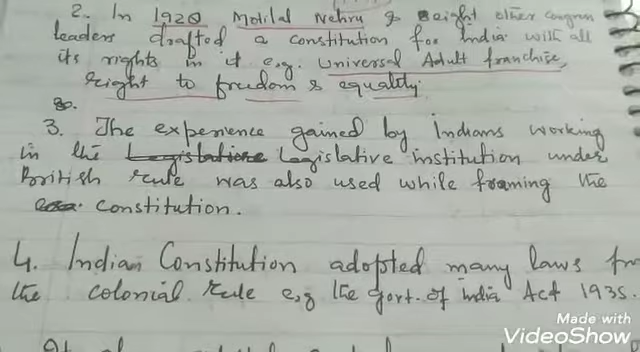 2. In 1928 Motilal Nehru & eight other congress
leaders drafted a constitution for India with all
its rights in it e.g. Universal Adult franchise,
right to freedom & equality.
3. The experience gained by Indians working
in the Legislative institution under
British rule was also used while framing the
constitution.
4. Indian Constitution adopted many laws fro
the colonial rule e.g the govt. of india Act 1935.
Made with
VideoShow